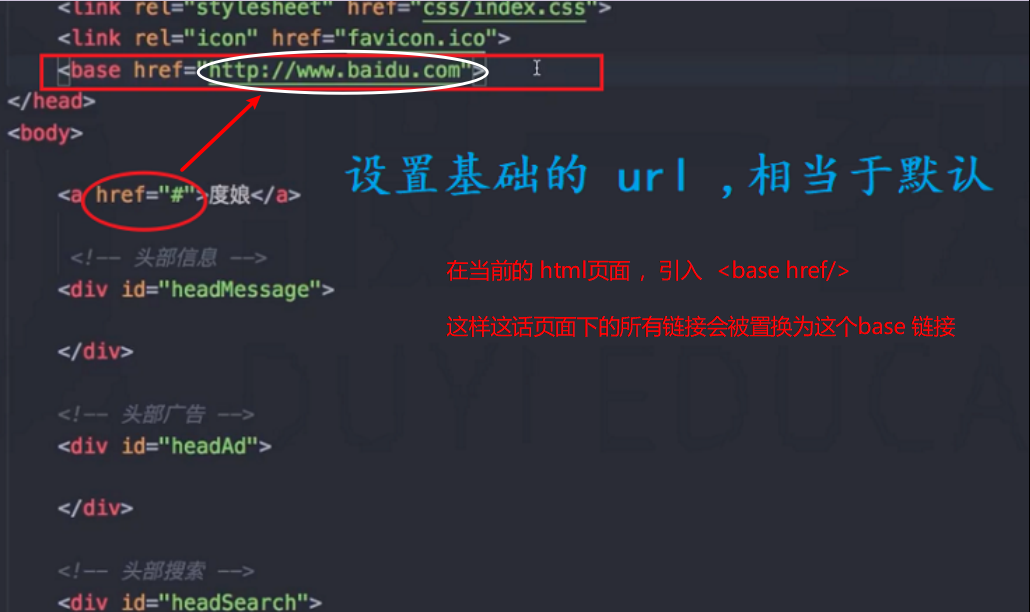 <link rel="stylesheet" href="css/index.css">
<link rel="icon" href="favicon.ico">
<base href="http://www.baidu.com">
</head>
<body>
设置基础的 url ,相当于默认
<a href="#">度娘</a>
<!-- 头部信息 -->
在当前的 html页面 ，引入 <base href/>
<div id="headMessage">
这样这话页面下的所有链接会被置换为这个base 链接
</div>
<!-- 头部广告 -->
<div id="headAd">
</div>
<!-- 头部搜索 -->
<div id="headSearch">
DUYI EDUCA